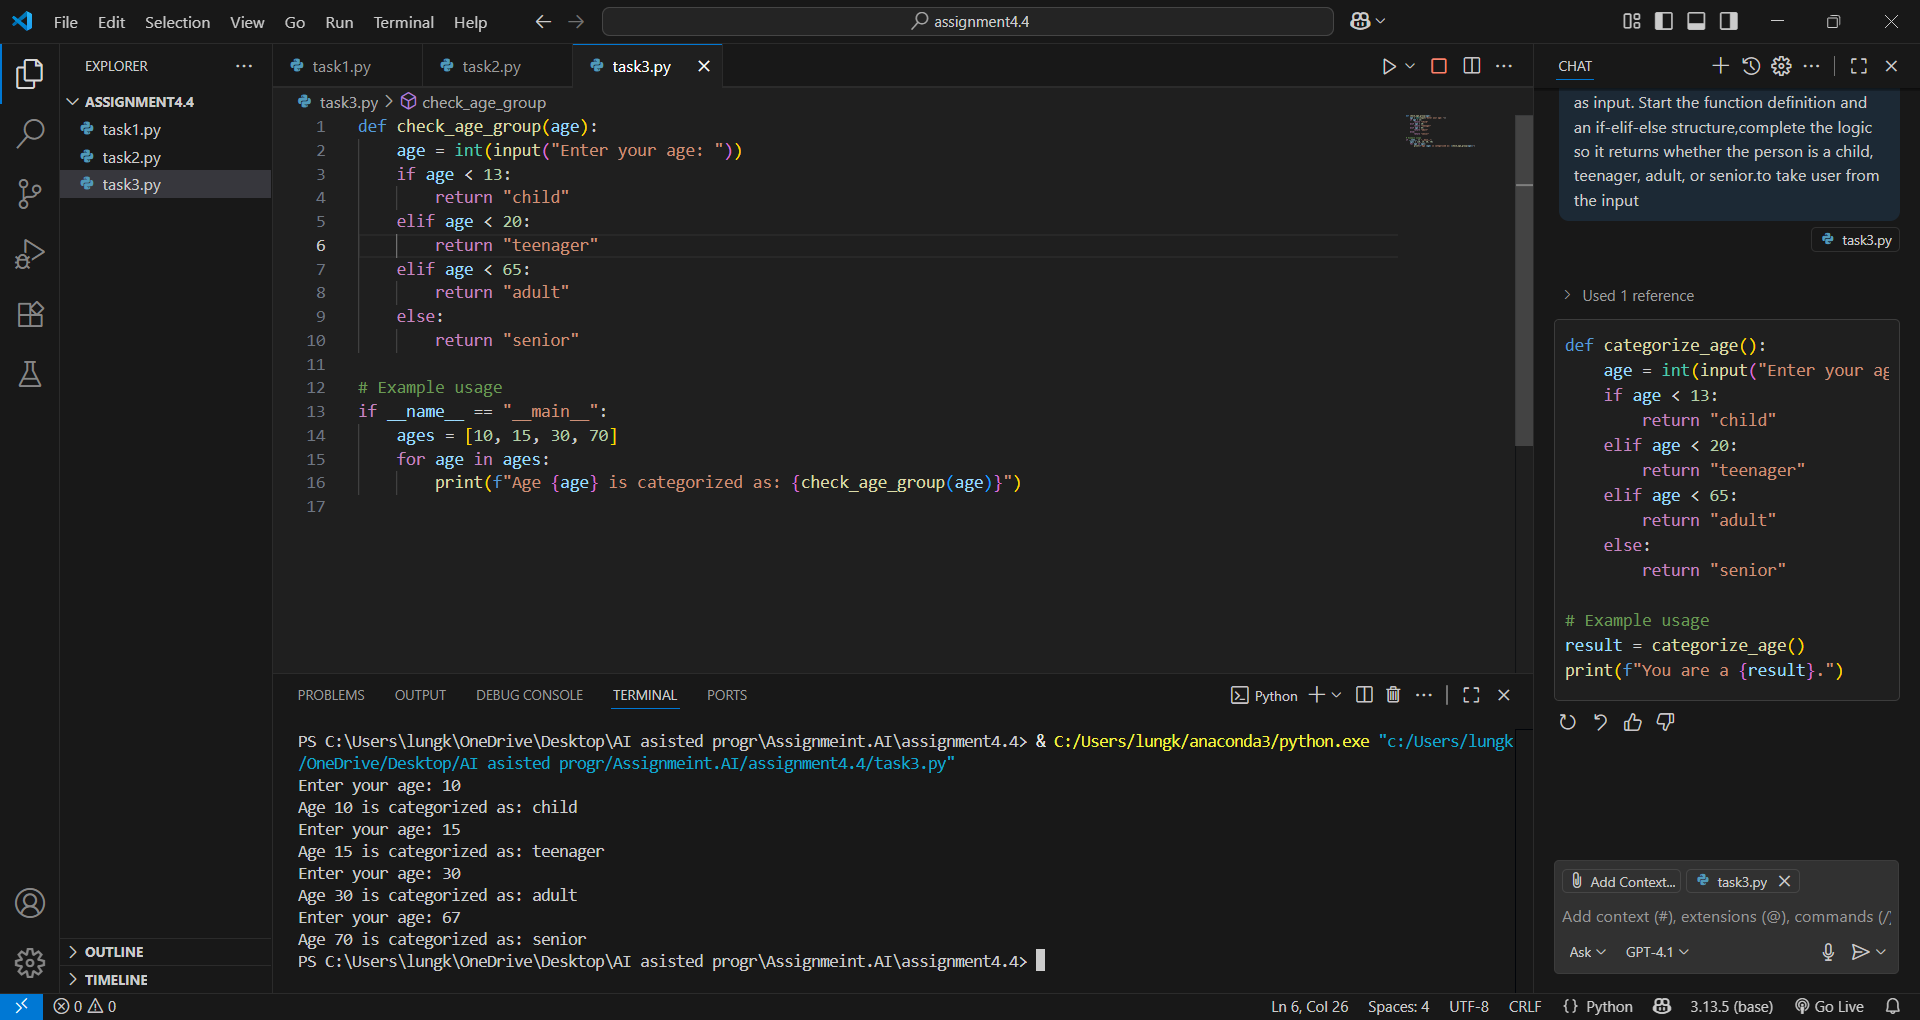 File Edit Selection View Go Run Terminal Help
assignment4.4
EXPLORER
ASSIGNMENT4.4
task1.py
task2.py
task3.py
OUTLINE
TIMELINE
task1.py task2.py task3.py
task3.py > check_age_group
1 def check_age_group(age):
2 age = int(input("Enter your age: "))
3 if age < 13:
4 return "child"
5 elif age < 20:
6 return "teenager"
7 elif age < 65:
8 return "adult"
9 else:
10 return "senior"
11
12 # Example usage
13 if __name__ == "__main__":
14 ages = [10, 15, 30, 70]
15 for age in ages:
16 print(f"Age {age} is categorized as: {check_age_group(age)}")
17
PROBLEMS OUTPUT DEBUG CONSOLE TERMINAL PORTS
Python
PS C:\Users\lungk\OneDrive\Desktop\AI asisted progr\Assignmeint.AI\assignment4.4> & C:/Users/lungk/anaconda3/python.exe "c:/Users/lungk
/OneDrive/Desktop/AI asisted progr/Assignmeint.AI/assignment4.4/task3.py"
Enter your age: 10
Age 10 is categorized as: child
Enter your age: 15
Age 15 is categorized as: teenager
Enter your age: 30
Age 30 is categorized as: adult
Enter your age: 67
Age 70 is categorized as: senior
PS C:\Users\lungk\OneDrive\Desktop\AI asisted progr\Assignmeint.AI\assignment4.4>
CHAT
as input. Start the function definition and
an if-elif-else structure,complete the logic
so it returns whether the person is a child,
teenager, adult, or senior.to take user from
the input
task3.py
Used 1 reference
def categorize_age():
age = int(input("Enter your ag
if age < 13:
return "child"
elif age < 20:
return "teenager"
elif age < 65:
return "adult"
else:
return "senior"
# Example usage
result = categorize_age()
print(f"You are a {result}.")
Add Context... task3.py
Add context (#), extensions (@), commands (/)
Ask GPT-4.1
0 0
Ln 6, Col 26 Spaces: 4 UTF-8 CRLF {} Python 3.13.5 (base) Go Live